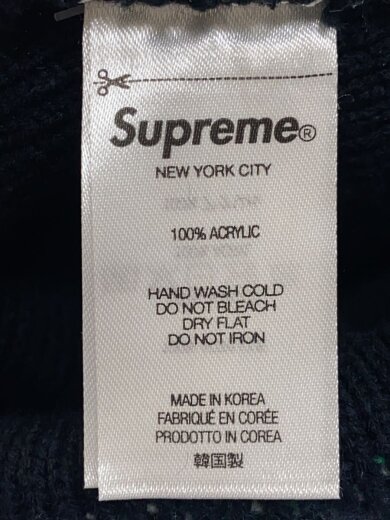 Supreme®
NEW YORK CITY
100% ACRYLIC
HAND WASH COLD
DO NOT BLEACH
DRY FLAT
DO NOT IRON
MADE IN KOREA
FABRIQUÉ EN CORÉE
PRODOTTO IN COREA
韓国製